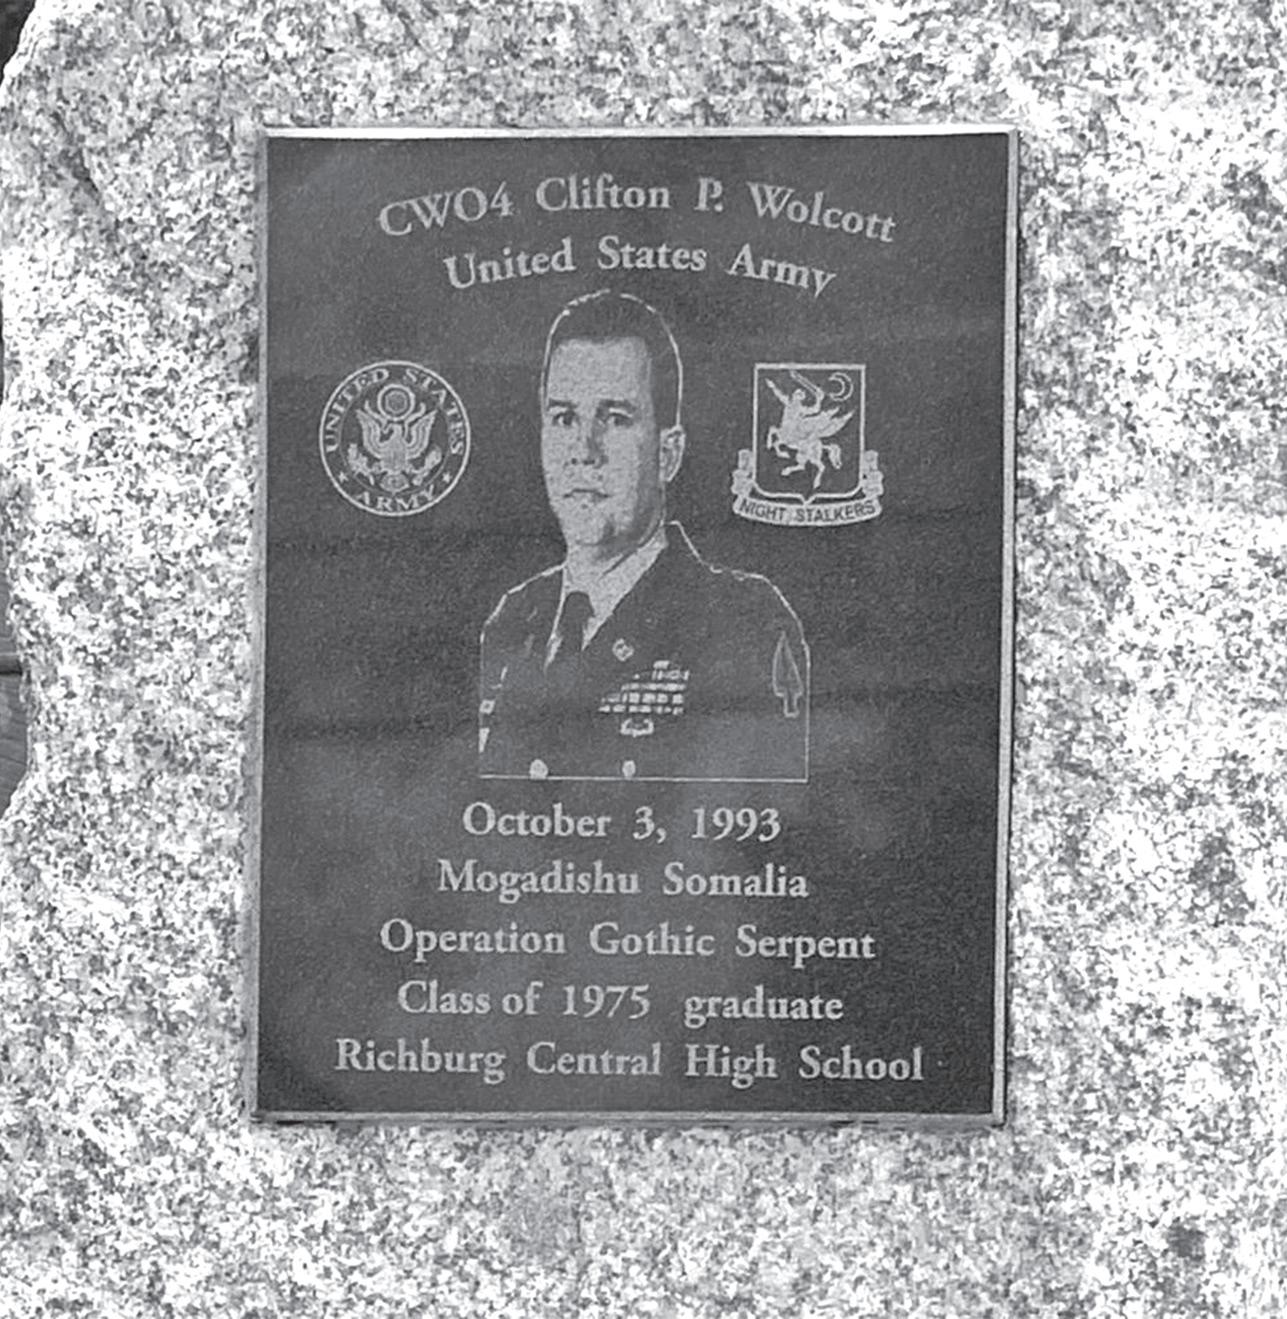 CWO4 Clifton P. Wolcott
United States Army
UNITED STATES
ARMY
NIGHT STALKERS
October 3, 1993
Mogadishu Somalia
Operation Gothic Serpent
Class of 1975 graduate
Richburg Central High School